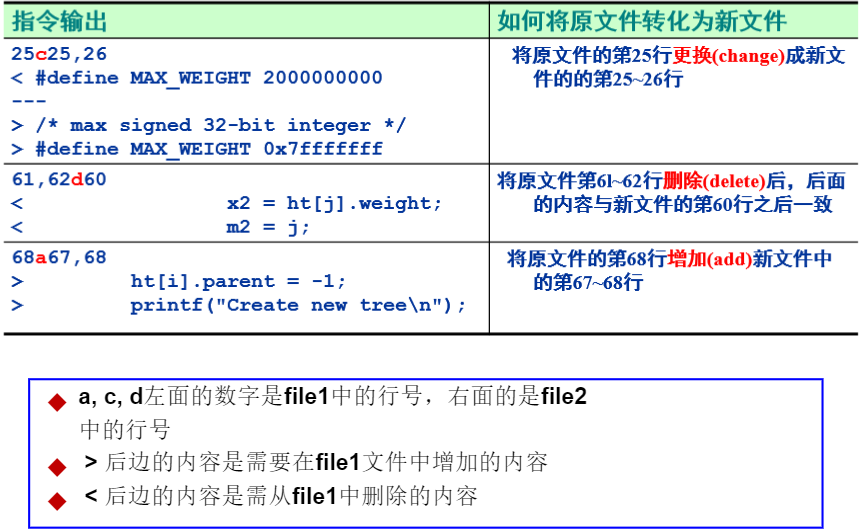 指令输出
如何将原文件转化为新文件
25c25,26
< #define MAX_WEIGHT 2000000000
---
> /* max signed 32-bit integer */
> #define MAX_WEIGHT 0x7fffffff
将原文件的第25行更换(change)成新文
件的的第25~26行
61,62d60
< x2 = ht[j].weight;
< m2 = j;
将原文件第6l~62行删除(delete)后，后面
的内容与新文件的第60行之后一致
68a67,68
> ht[i].parent = -1;
> printf("Create new tree\n");
将原文件的第68行增加(add)新文件中
的第67~68行
◆ a, c, d左面的数字是file1中的行号，右面的是file2
中的行号
◆ > 后边的内容是需要在file1文件中增加的内容
◆ < 后边的内容是需从file1中删除的内容